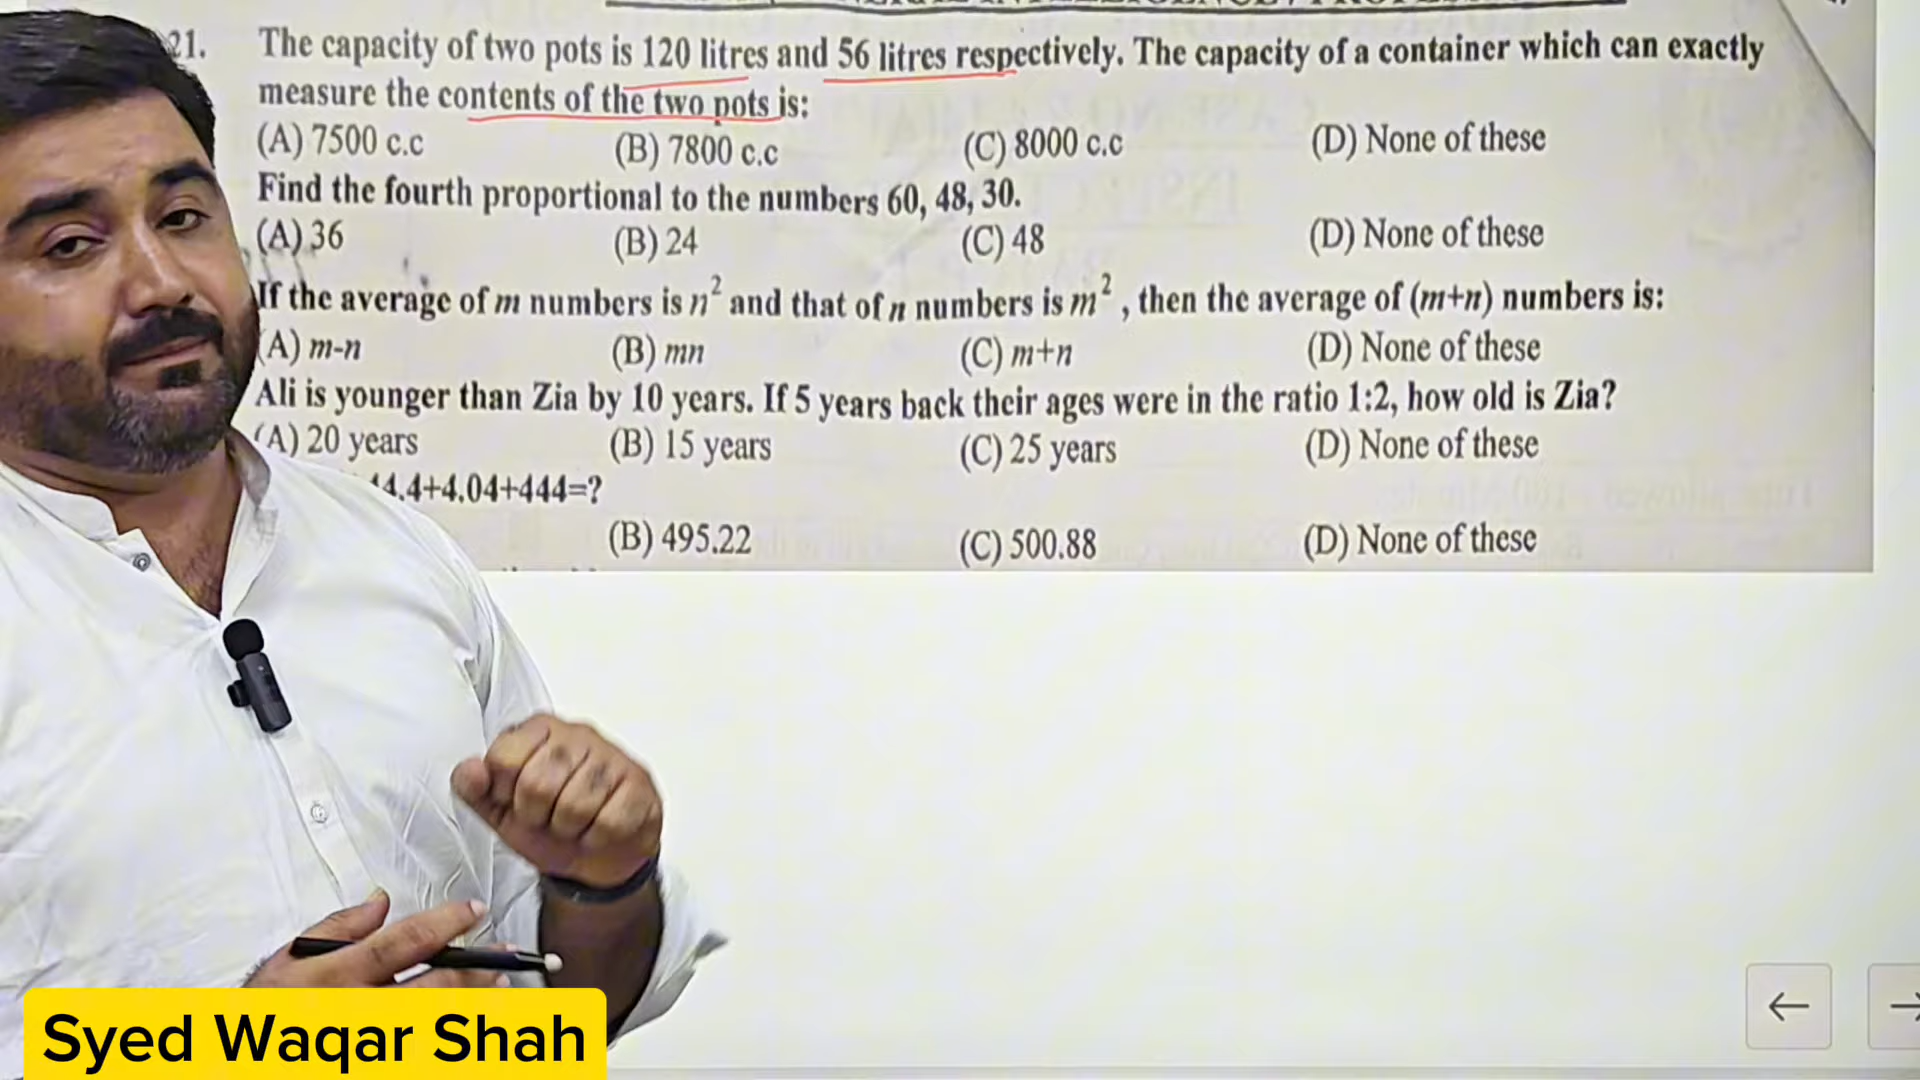 21. The capacity of two pots is 120 litres and 56 litres respectively. The capacity of a container which can exactly
measure the contents of the two pots is:
(A) 7500 c.c (B) 7800 c.c (C) 8000 c.c (D) None of these
Find the fourth proportional to the numbers 60, 48, 30.
(A) 36 (B) 24 (C) 48 (D) None of these
If the average of m numbers is n² and that of n numbers is m² , then the average of (m+n) numbers is:
(A) m-n (B) mn (C) m+n (D) None of these
Ali is younger than Zia by 10 years. If 5 years back their ages were in the ratio 1:2, how old is Zia?
(A) 20 years (B) 15 years (C) 25 years (D) None of these
44.4+4.04+444=?
(B) 495.22 (C) 500.88 (D) None of these
Syed Waqar Shah